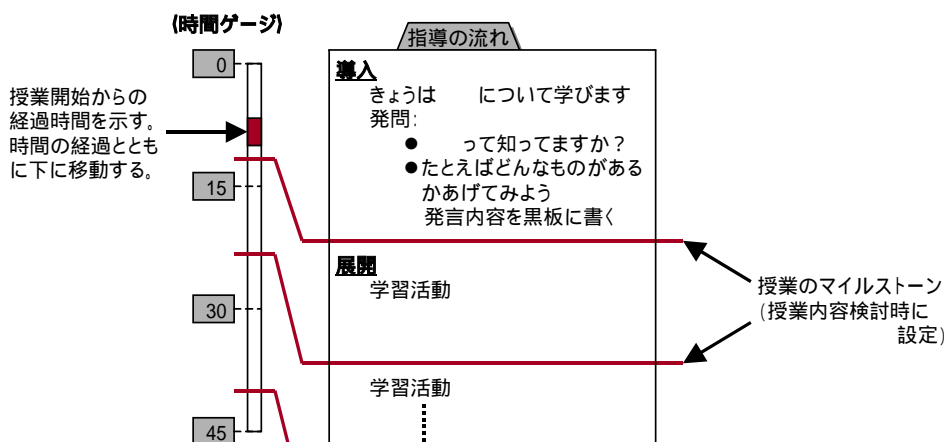 (時間ゲージ)
0
15
30
45
授業開始からの
経過時間を示す。
時間の経過ととも
に下に移動する。
指導の流れ
導入
きょうは　　について学びます
発問:
●　　って知ってますか？
●たとえばどんなものがある
かあげてみよう
発言内容を黒板に書く
展開
学習活動
学習活動
授業のマイルストーン
(授業内容検討時に
設定)